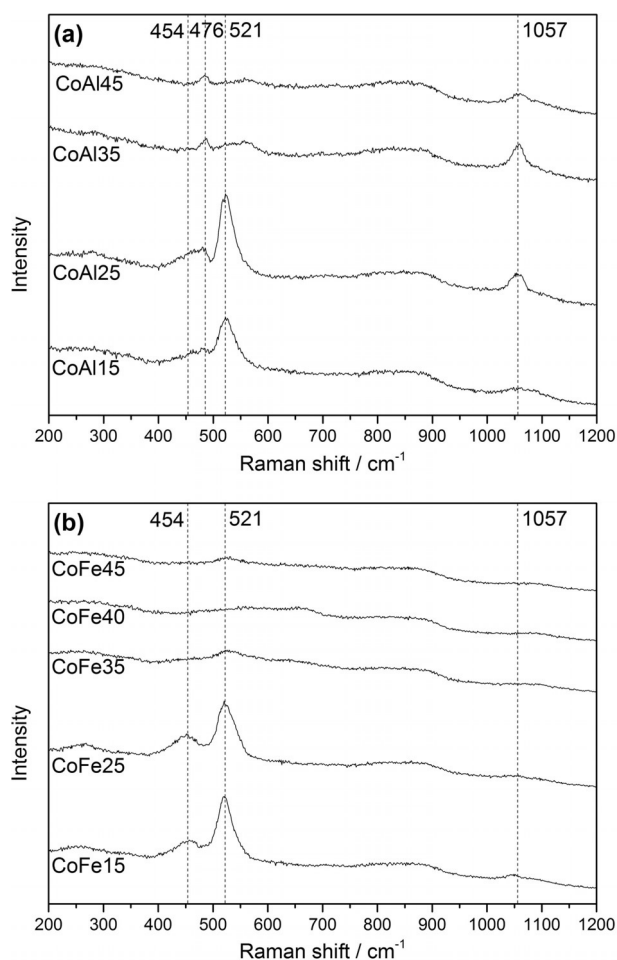 (a)
454 476 521 1057
CoAl45
CoAl35
CoAl25
CoAl15
Intensity
200 300 400 500 600 700 800 900 1000 1100 1200
Raman shift / cm⁻¹
(b)
454 521 1057
CoFe45
CoFe40
CoFe35
CoFe25
CoFe15
Intensity
200 300 400 500 600 700 800 900 1000 1100 1200
Raman shift / cm⁻¹